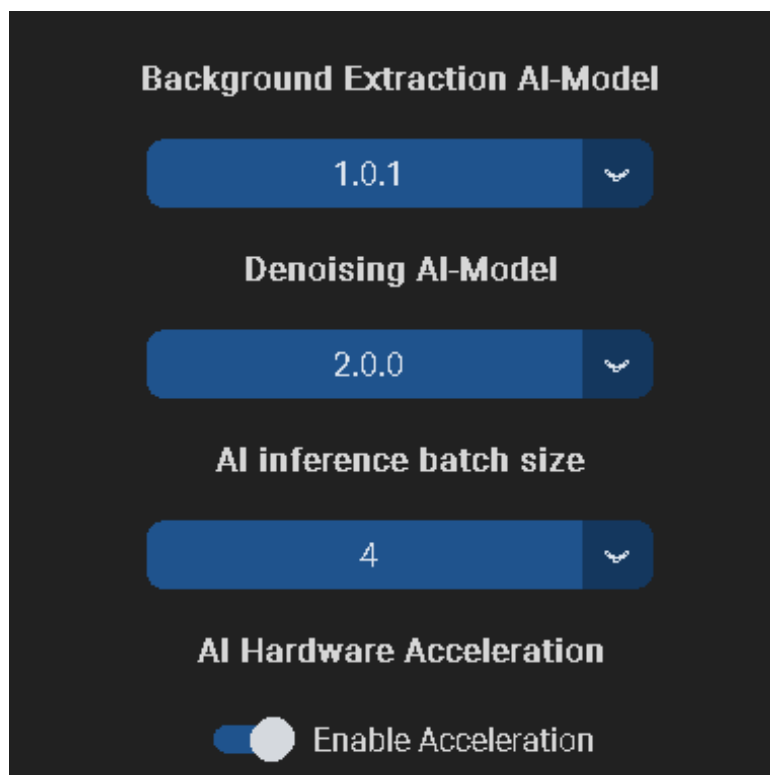 Background Extraction AI-Model
1.0.1
Denoising AI-Model
2.0.0
AI inference batch size
4
AI Hardware Acceleration
Enable Acceleration